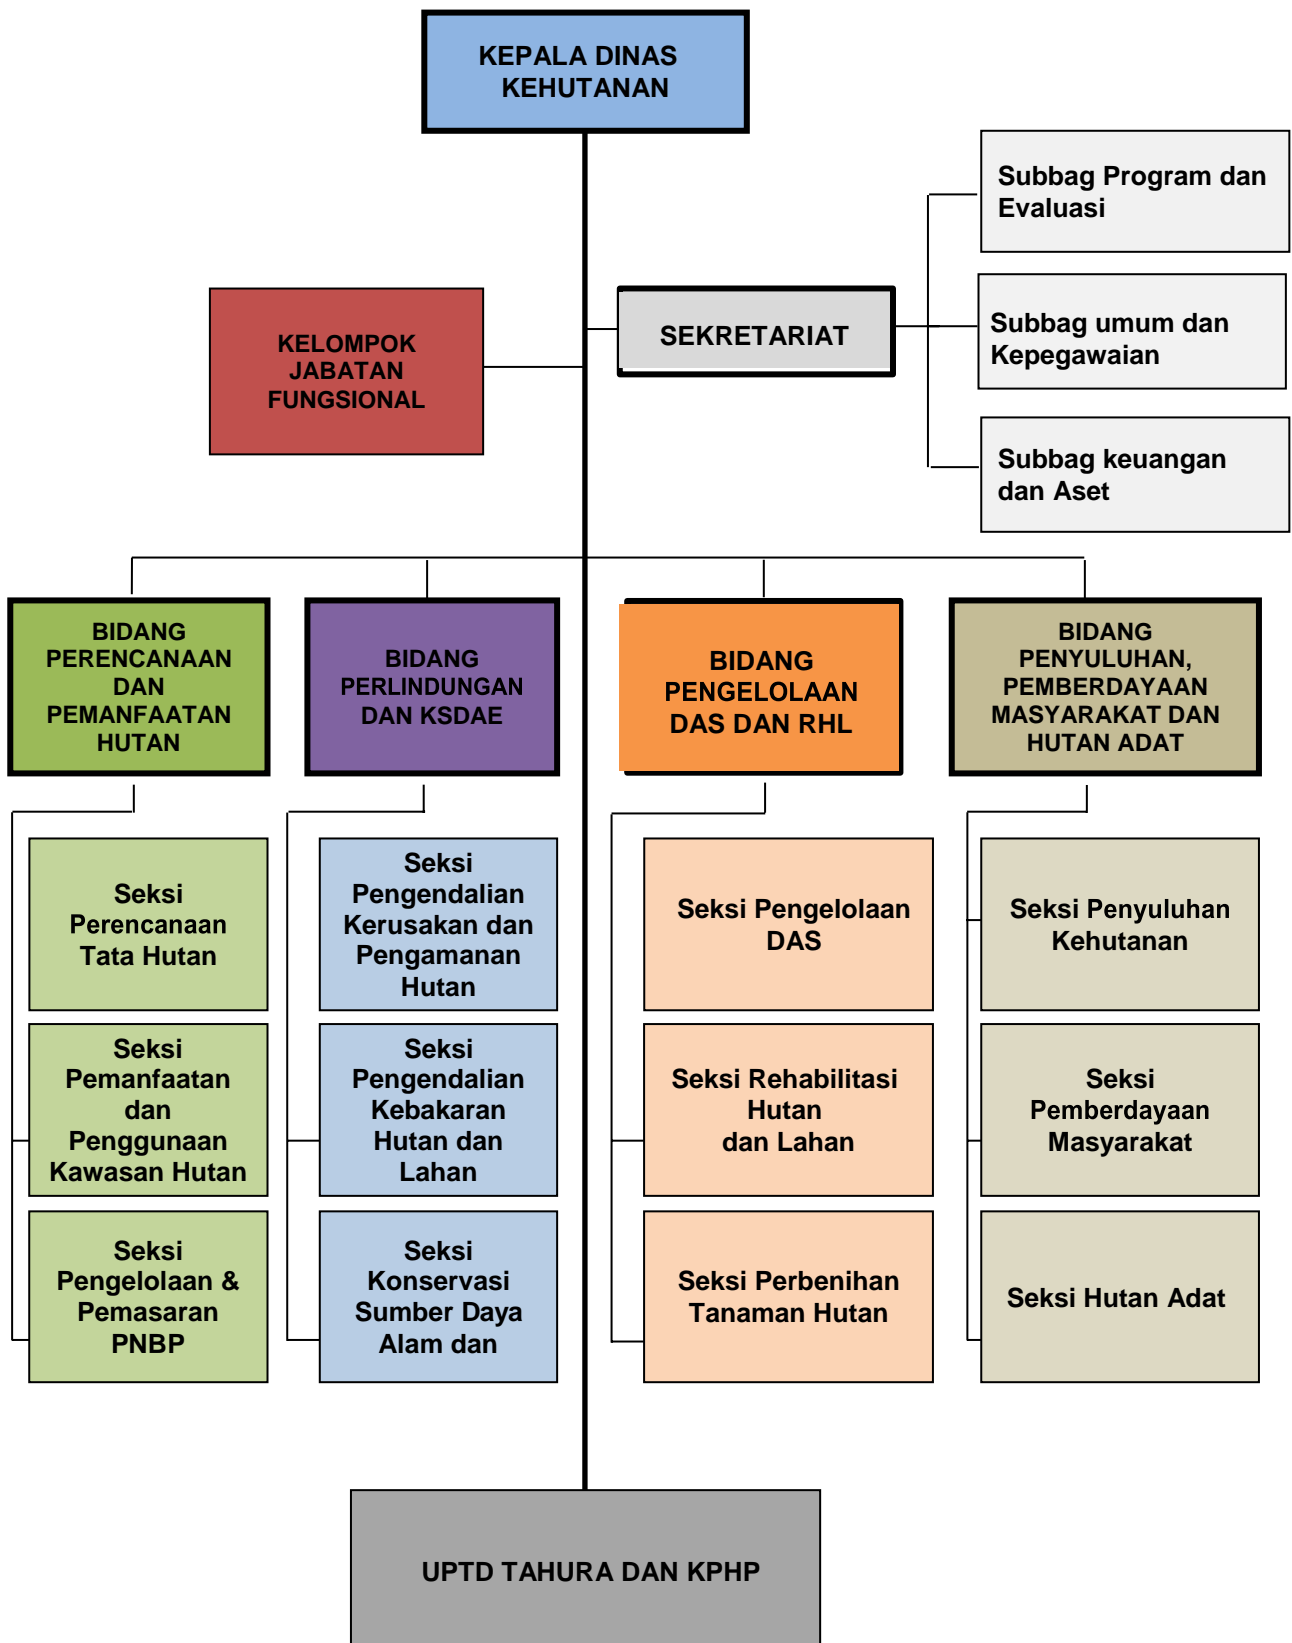 KEPALA DINAS
KEHUTANAN
Subbag Program dan
Evaluasi
KELOMPOK
JABATAN
FUNGSIONAL
SEKRETARIAT
Subbag umum dan
Kepegawaian
Subbag keuangan
dan Aset
BIDANG
PERENCANAAN
DAN
PEMANFAATAN
HUTAN
BIDANG
PERLINDUNGAN
DAN KSDAE
BIDANG
PENGELOLAAN
DAS DAN RHL
BIDANG
PENYULUHAN,
PEMBERDAYAAN
MASYARAKAT DAN
HUTAN ADAT
Seksi
Perencanaan
Tata Hutan
Seksi
Pengendalian
Kerusakan dan
Pengamanan
Hutan
Seksi Pengelolaan
DAS
Seksi Penyuluhan
Kehutanan
Seksi
Pemanfaatan
dan
Penggunaan
Kawasan Hutan
Seksi
Pengendalian
Kebakaran
Hutan dan
Lahan
Seksi Rehabilitasi
Hutan
dan Lahan
Seksi
Pemberdayaan
Masyarakat
Seksi
Pengelolaan &
Pemasaran
PNBP
Seksi
Konservasi
Sumber Daya
Alam dan
Seksi Perbenihan
Tanaman Hutan
Seksi Hutan Adat
UPTD TAHURA DAN KPHP